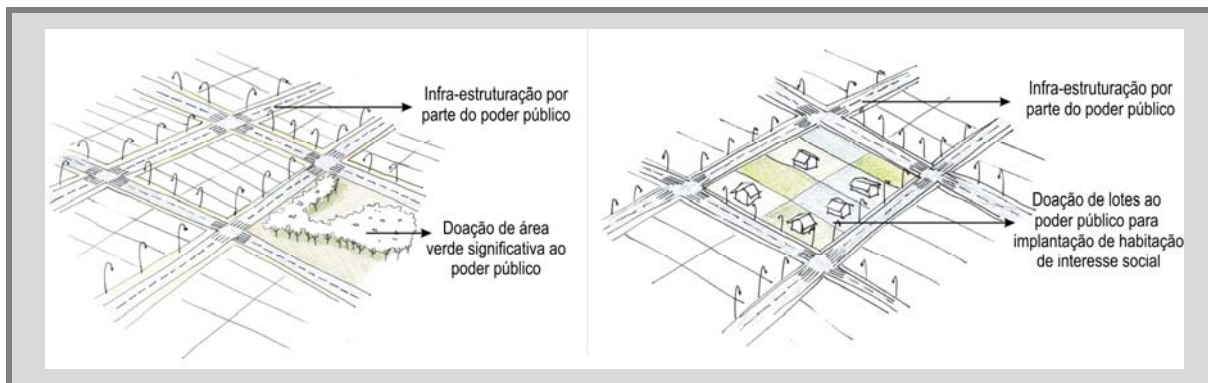 Infra-estruturação por
parte do poder público
Doação de área
verde significativa ao
poder público
Infra-estruturação por
parte do poder público
Doação de lotes ao
poder público para
implantação de habitação
de interesse social